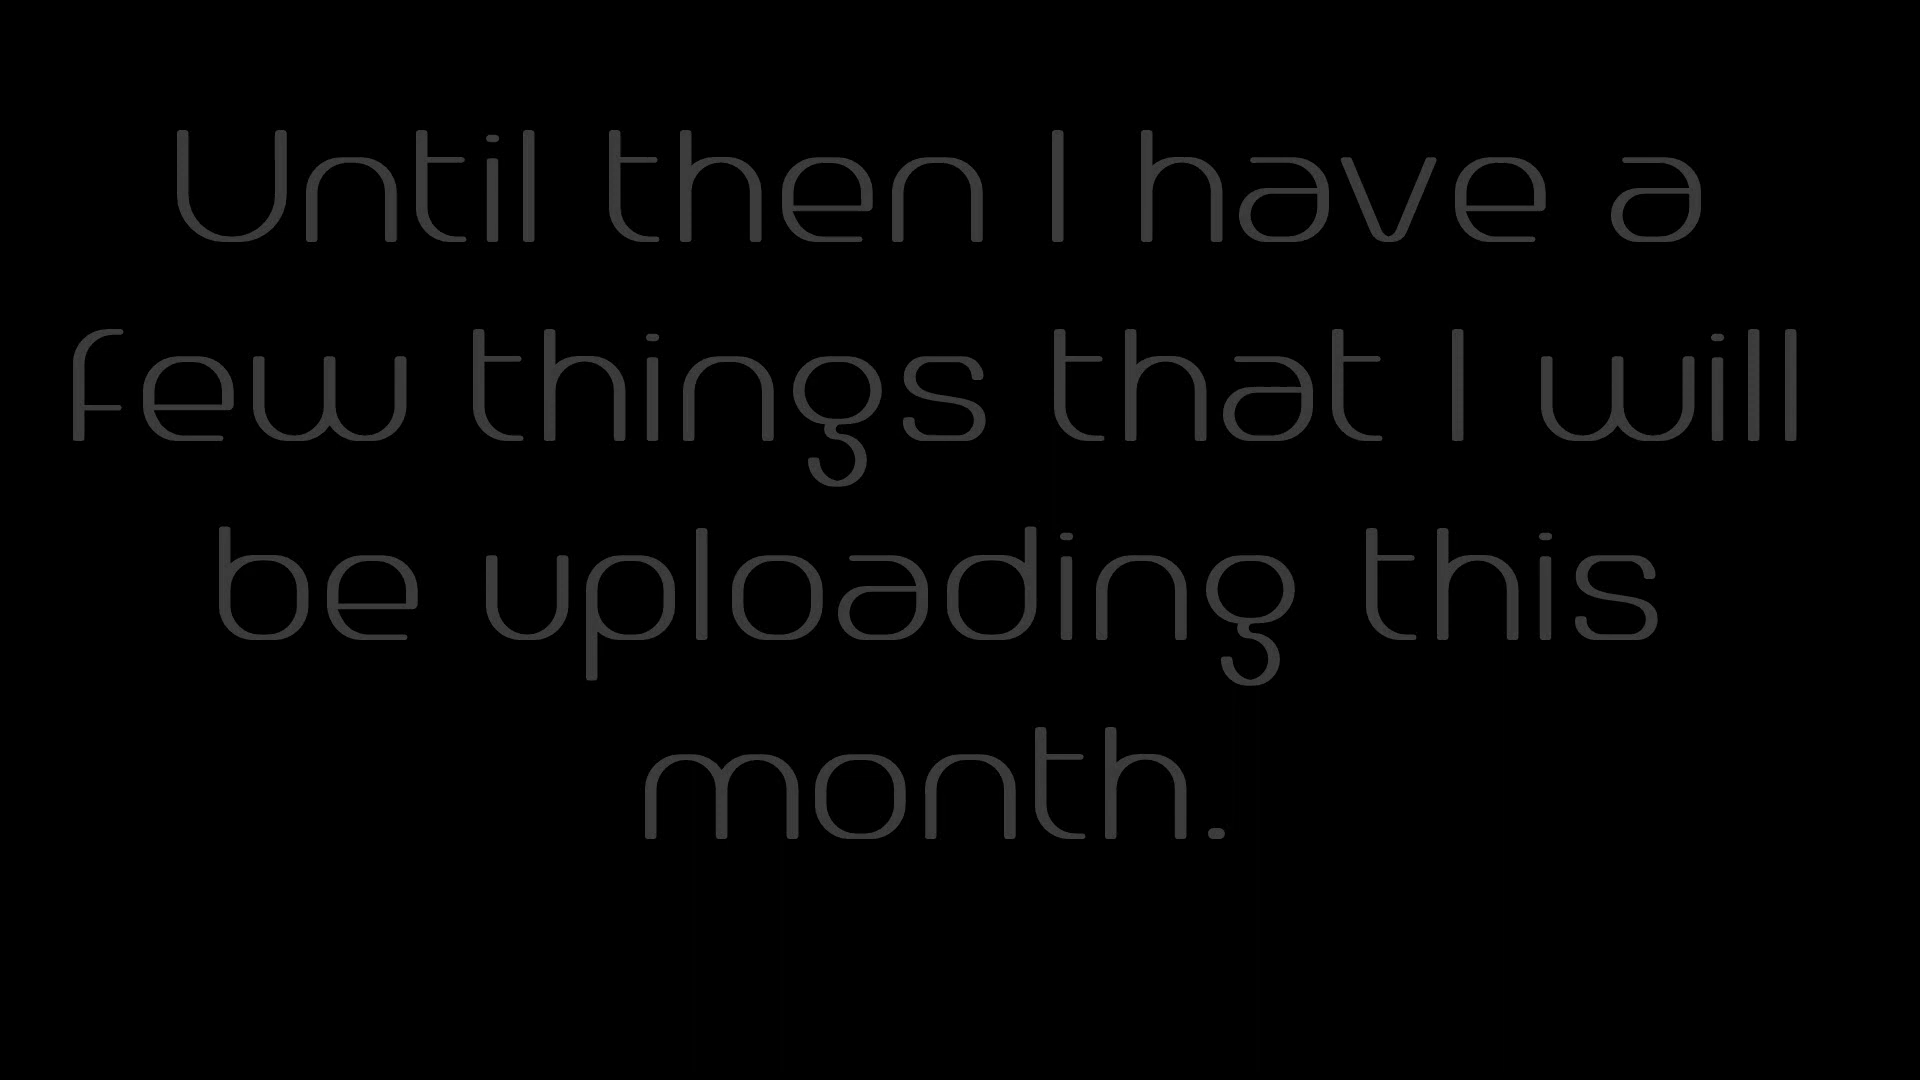 Until then I have a
few things that I will
be uploading this
month.